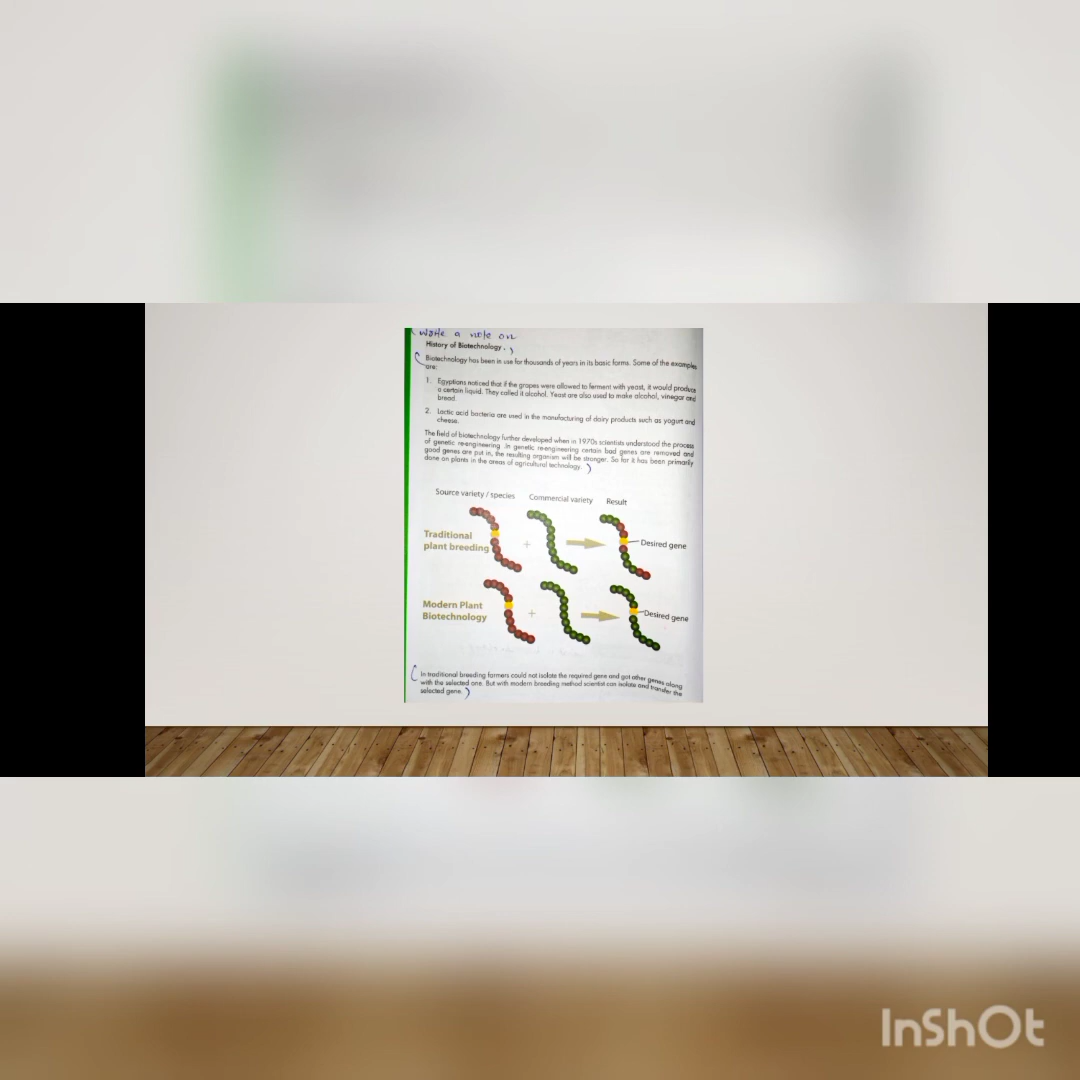 Write a note on
History of Biotechnology.
Biotechnology has been in use for thousands of years in its basic forms. Some of the examples
are:
1. Egyptians noticed that if the grapes were allowed to ferment with yeast, it would produce
a certain liquid. They called it alcohol. Yeast are also used to make alcohol, vinegar and
bread.
2. Lactic acid bacteria are used in the manufacturing of dairy products such as yogurt and
cheese.
The field of biotechnology further developed when in 1970s scientists understood the process
of genetic re-engineering. In genetic re-engineering certain bad genes are removed and
good genes are put in, the resulting organism will be stronger. So far it has been primarily
done on plants in the areas of agricultural technology.
Source variety / species Commercial variety Result
Traditional
plant breeding
+
Desired gene
Modern Plant
Biotechnology
+
Desired gene
In traditional breeding farmers could not isolate the required gene and got other genes along
with the selected one. But with modern breeding method scientist can isolate and transfer the
selected gene.
InShOt